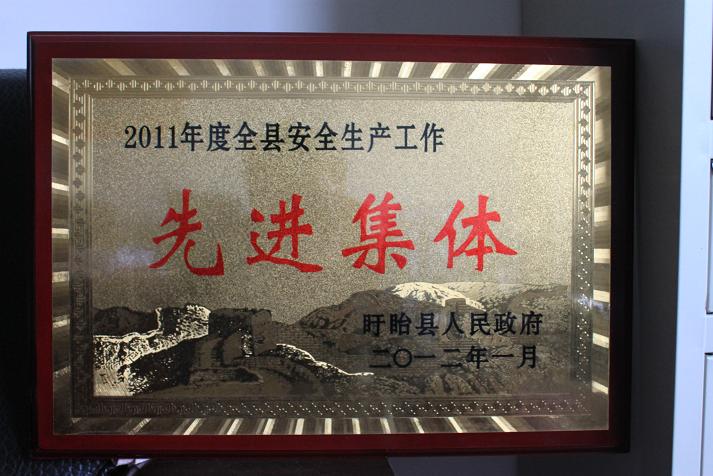 2011年度全县安全生产工作
先进集体
盱眙县人民政府
二〇一二年一月